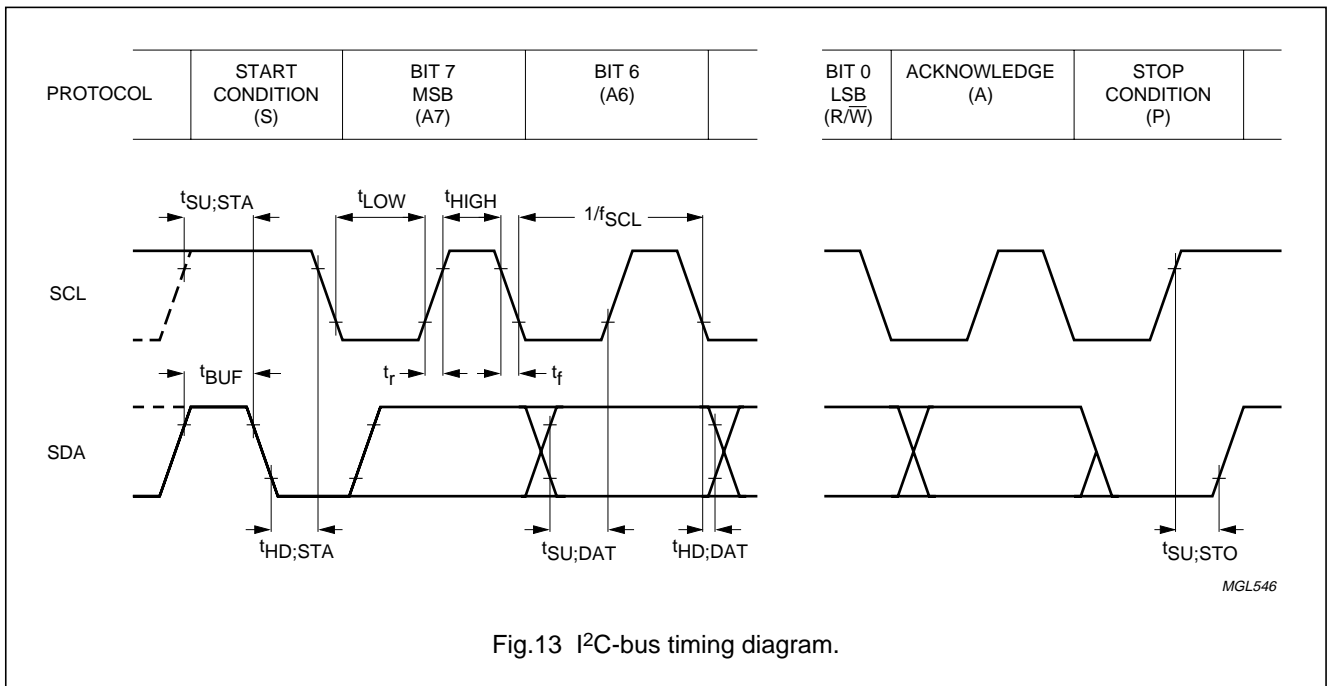 PROTOCOL
START
CONDITION
(S)
BIT 7
MSB
(A7)
BIT 6
(A6)
BIT 0
LSB
(R/W̅)
ACKNOWLEDGE
(A)
STOP
CONDITION
(P)
tSU;STA
tLOW
tHIGH
1/fSCL
SCL
tBUF
tr
tf
SDA
tHD;STA
tSU;DAT
tHD;DAT
tSU;STO
MGL546
Fig.13 I²C-bus timing diagram.